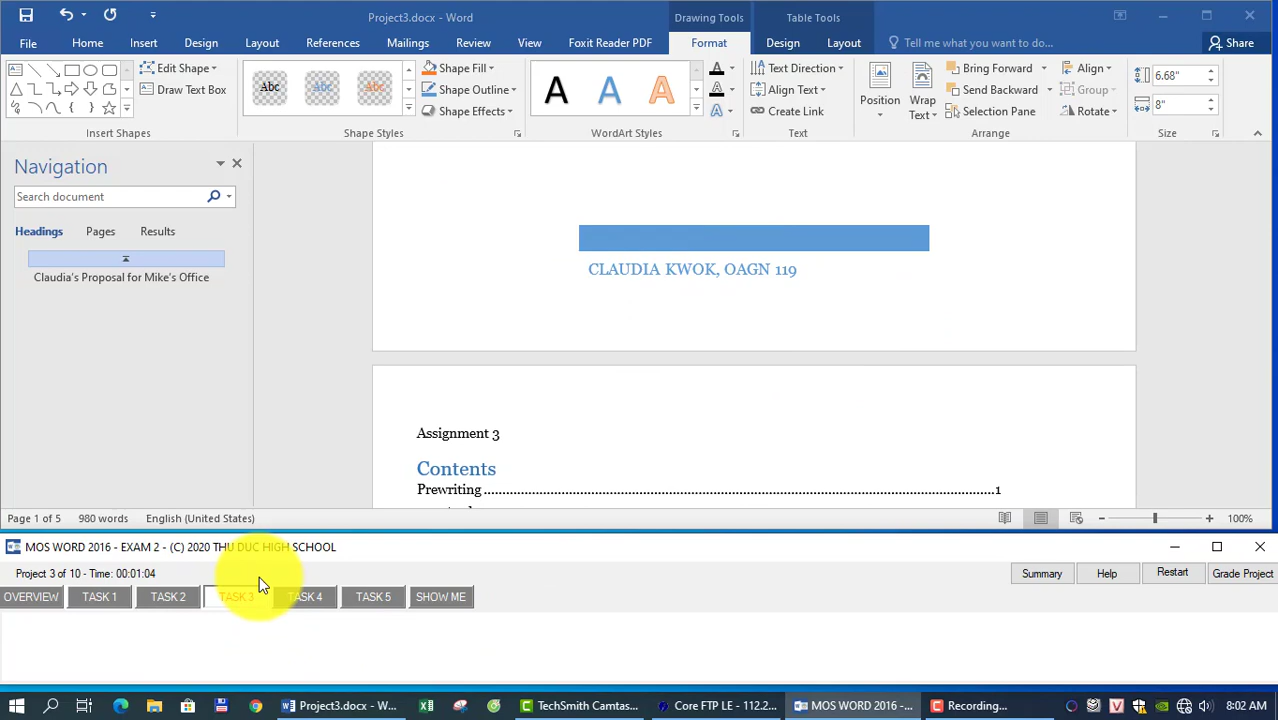 Project3.docx - Word
Drawing Tools
Table Tools
File
Home
Insert
Design
Layout
References
Mailings
Review
View
Foxit Reader PDF
Format
Design
Layout
Tell me what you want to do...
Share
Edit Shape
Draw Text Box
Insert Shapes
Abc
Abc
Abc
Shape Fill
Shape Outline
Shape Effects
Shape Styles
A
A
A
WordArt Styles
Text Direction
Align Text
Create Link
Text
Position
Wrap
Text
Bring Forward
Send Backward
Selection Pane
Align
Group
Rotate
Arrange
6.68"
8"
Size
Navigation
Search document
Headings
Pages
Results
Claudia's Proposal for Mike's Office
CLAUDIA KWOK, OAGN 119
Assignment 3
Contents
Prewriting ........................................................................................................................1
Page 1 of 5
980 words
English (United States)
100%
MOS WORD 2016 - EXAM 2 - (C) 2020 THU DUC HIGH SCHOOL
Project 3 of 10 - Time: 00:01:04
Summary
Help
Restart
Grade Project
OVERVIEW
TASK 1
TASK 2
TASK 3
TASK 4
TASK 5
SHOW ME
Project3.docx - W...
TechSmith Camtas...
Core FTP LE - 112.2...
MOS WORD 2016 -...
Recording...
8:02 AM